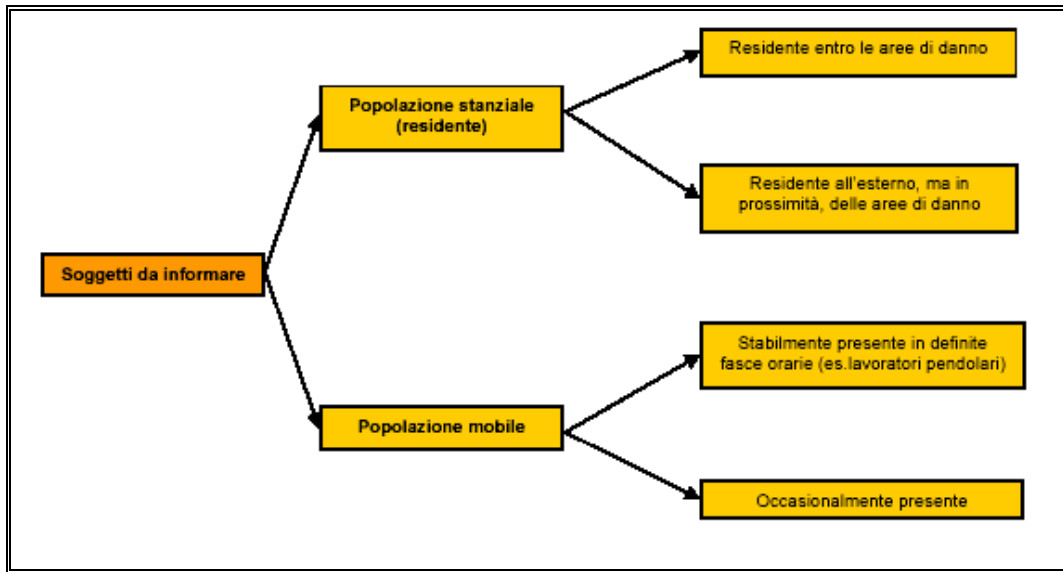 Residente entro le aree di danno
Popolazione stanziale
(residente)
Residente all'esterno, ma in
prossimità, delle aree di danno
Soggetti da informare
Stabilmente presente in definite
fasce orarie (es.lavoratori pendolari)
Popolazione mobile
Occasionalmente presente